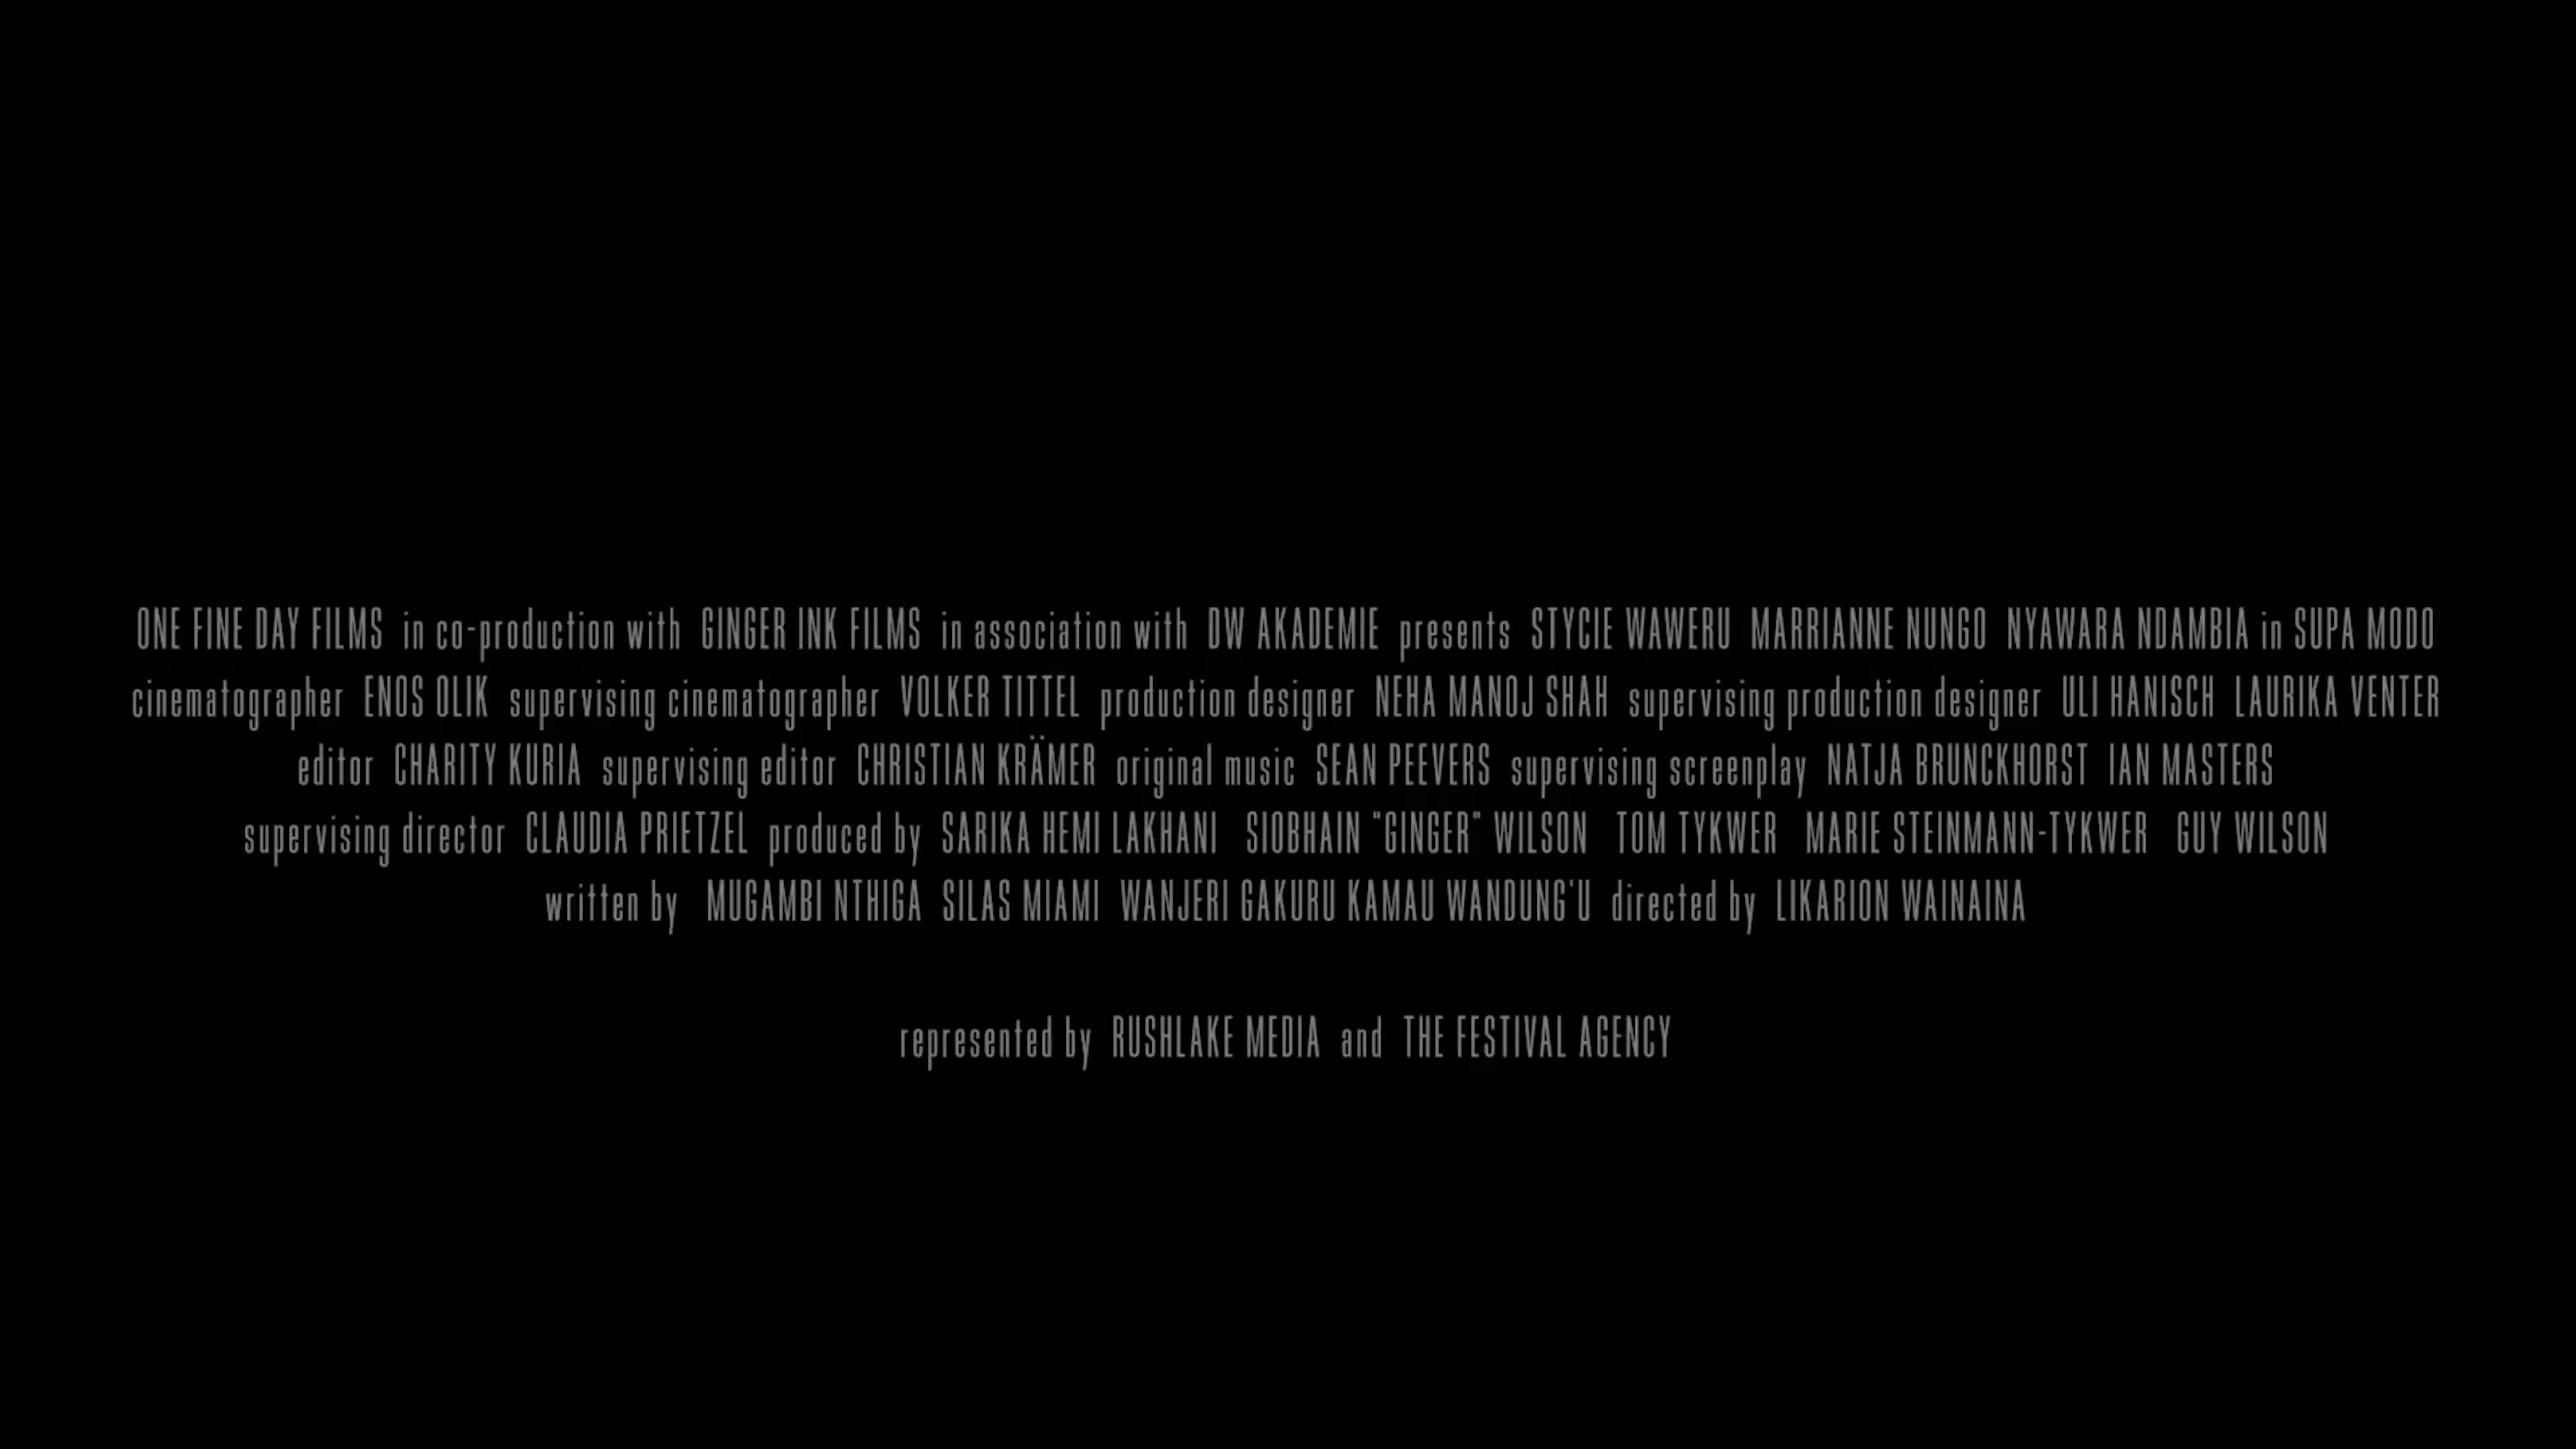 ONE FINE DAY FILMS in co-production with GINGER INK FILMS in association with DW AKADEMIE presents STYCIE WAWERU MARRIANNE NUNGO NYAWARA NDAMBIA in SUPA MODO
cinematographer ENOS OLIK supervising cinematographer VOLKER TITTEL production designer NEHA MANOJ SHAH supervising production designer ULI HANISCH LAURIKA VENTER
editor CHARITY KURIA supervising editor CHRISTIAN KRÄMER original music SEAN PEEVERS supervising screenplay NATJA BRUNCKHORST IAN MASTERS
supervising director CLAUDIA PRIETZEL produced by SARIKA HEMI LAKHANI SIOBHAIN "GINGER" WILSON TOM TYKWER MARIE STEINMANN-TYKWER GUY WILSON
written by MUGAMBI NTHIGA SILAS MIAMI WANJERI GAKURU KAMAU WANDUNG'U directed by LIKARION WAINAINA
represented by RUSHLAKE MEDIA and THE FESTIVAL AGENCY